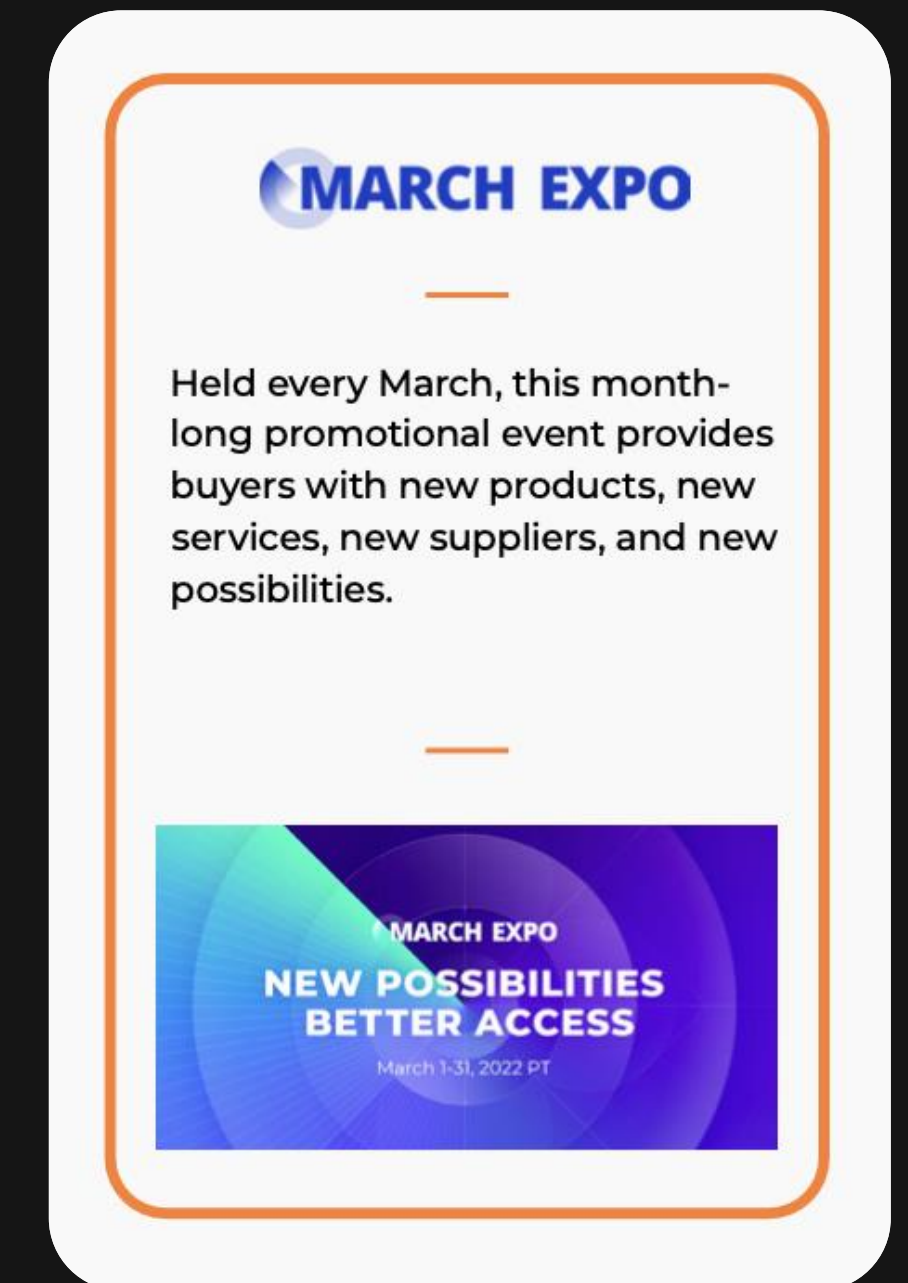 MARCH EXPO
Held every March, this month-
long promotional event provides
buyers with new products, new
services, new suppliers, and new
possibilities.
MARCH EXPO
NEW POSSIBILITIES
BETTER ACCESS
March 1-31, 2022 PT